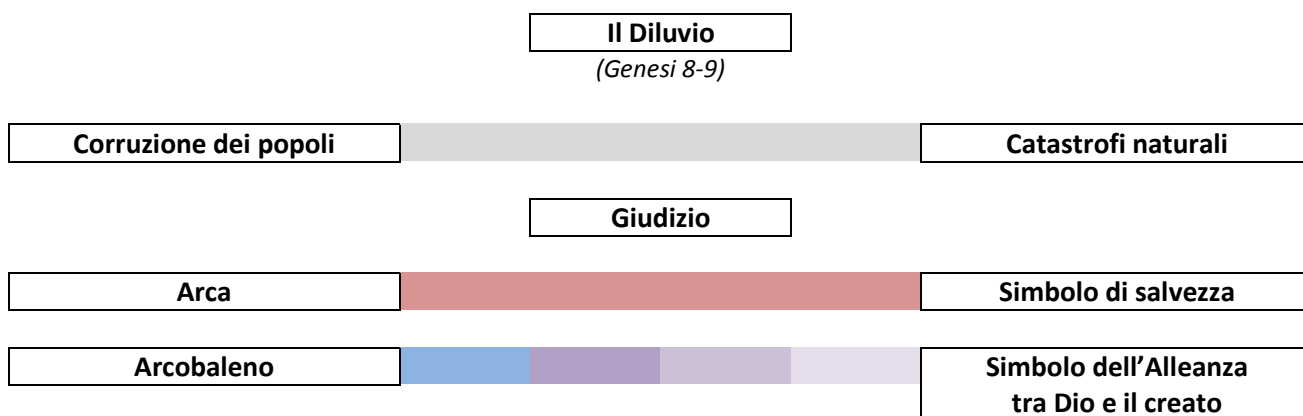 Il Diluvio
(Genesi 8-9)
Corruzione dei popoli
Catastrofi naturali
Giudizio
Arca
Simbolo di salvezza
Arcobaleno
Simbolo dell’Alleanza
tra Dio e il creato